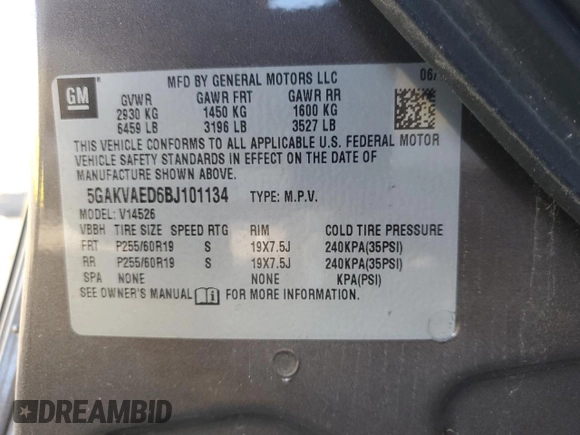 MFD BY GENERAL MOTORS LLC 06/
GM
GVWR GAWR FRT GAWR RR
2930 KG 1450 KG 1600 KG
6459 LB 3196 LB 3527 LB
THIS VEHICLE CONFORMS TO ALL APPLICABLE U.S. FEDERAL MOTOR
VEHICLE SAFETY STANDARDS IN EFFECT ON THE DATE OF
MANUFACTURE SHOWN ABOVE.
5GAKVAED6BJ101134 TYPE: M.P.V.
MODEL: V14526
VBBH TIRE SIZE SPEED RTG RIM COLD TIRE PRESSURE
FRT P255/60R19 S 19X7.5J 240KPA(35PSI)
RR P255/60R19 S 19X7.5J 240KPA(35PSI)
SPA NONE NONE KPA(PSI)
SEE OWNER'S MANUAL FOR MORE INFORMATION.
DREAMBID